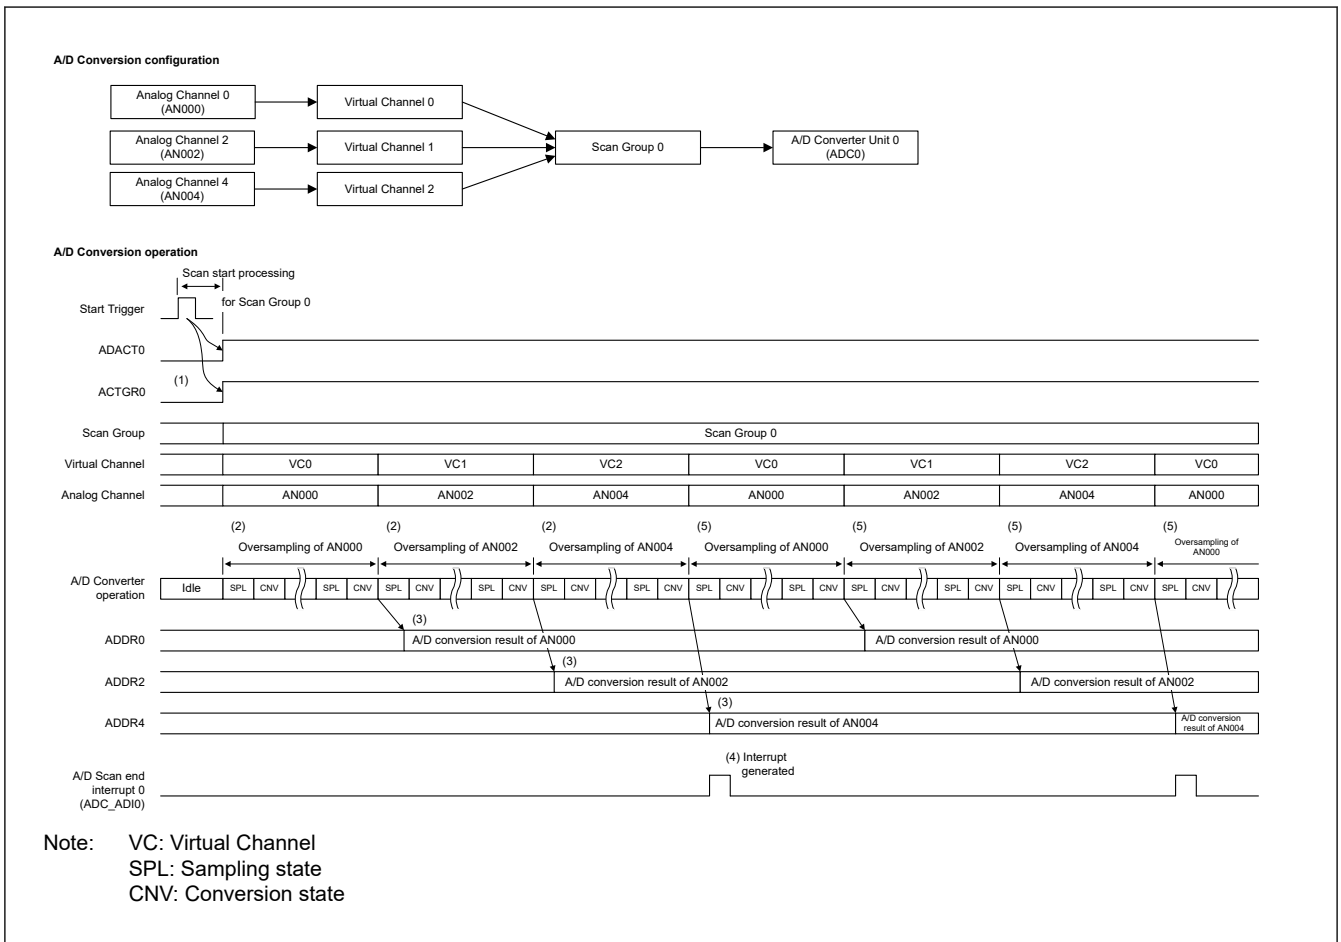 A/D Conversion configuration
Analog Channel 0
(AN000)
Virtual Channel 0
Analog Channel 2
(AN002)
Virtual Channel 1
Scan Group 0
A/D Converter Unit 0
(ADC0)
Analog Channel 4
(AN004)
Virtual Channel 2
A/D Conversion operation
Scan start processing
for Scan Group 0
Start Trigger
ADACT0
(1)
ACTGR0
Scan Group
Scan Group 0
Virtual Channel
VC0 VC1 VC2 VC0 VC1 VC2 VC0
Analog Channel
AN000 AN002 AN004 AN000 AN002 AN004 AN000
(2) (2) (2) (5) (5) (5) (5)
Oversampling of AN000
Oversampling of AN002
Oversampling of AN004
Oversampling of AN000
Oversampling of AN002
Oversampling of AN004
Oversampling of
AN000
A/D Converter
operation
Idle SPL CNV SPL CNV SPL CNV SPL CNV SPL CNV SPL CNV SPL CNV SPL CNV SPL CNV SPL CNV SPL CNV SPL CNV SPL CNV
(3)
ADDR0
A/D conversion result of AN000
A/D conversion result of AN000
(3)
ADDR2
A/D conversion result of AN002
A/D conversion result of AN002
(3)
ADDR4
A/D conversion result of AN004
A/D conversion
result of AN004
(4) Interrupt
generated
A/D Scan end
interrupt 0
(ADC_ADI0)
Note: VC: Virtual Channel
SPL: Sampling state
CNV: Conversion state